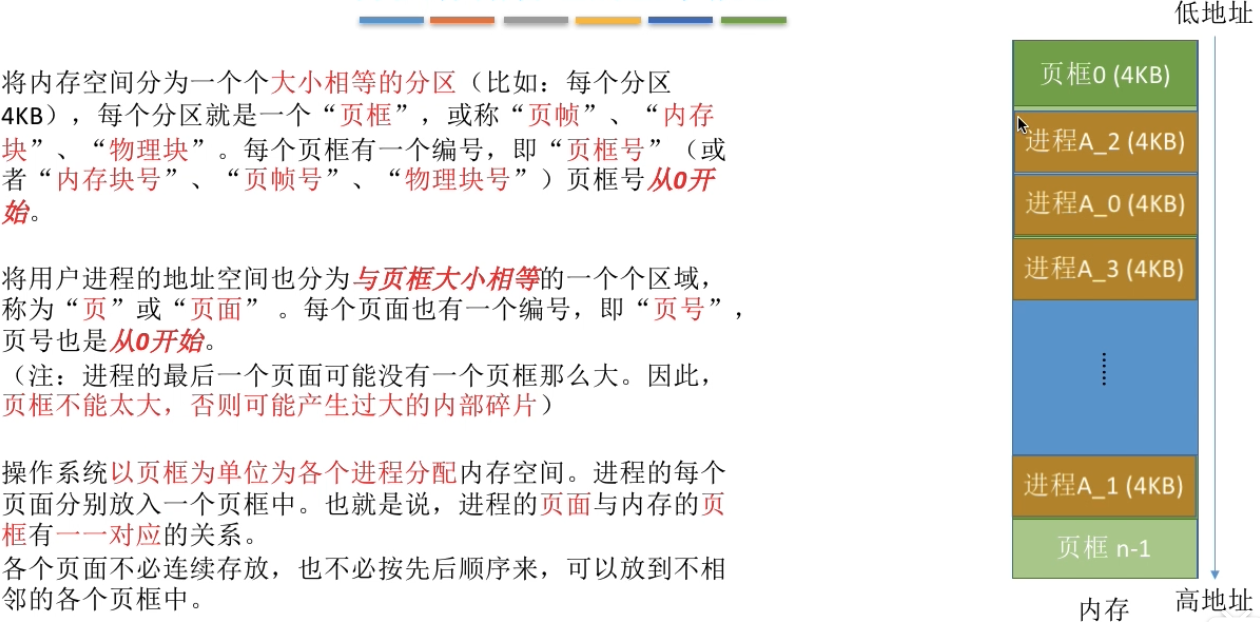 将内存空间分为一个个大小相等的分区（比如：每个分区
4KB），每个分区就是一个“页框”，或称“页帧”、“内存
块”、“物理块”。每个页框有一个编号，即“页框号”（或
者“内存块号”、“页帧号”、“物理块号”）页框号从0开
始。
将用户进程的地址空间也分为与页框大小相等的一个个区域，
称为“页”或“页面” 。每个页面也有一个编号，即“页号”，
页号也是从0开始。
（注：进程的最后一个页面可能没有一个页框那么大。因此，
页框不能太大，否则可能产生过大的内部碎片）
操作系统以页框为单位为各个进程分配内存空间。进程的每个
页面分别放入一个页框中。也就是说，进程的页面与内存的页
框有一一对应的关系。
各个页面不必连续存放，也不必按先后顺序来，可以放到不相
邻的各个页框中。
低地址
页框0 (4KB)
进程A_2 (4KB)
进程A_0 (4KB)
进程A_3 (4KB)
进程A_1 (4KB)
页框 n-1
内存
高地址